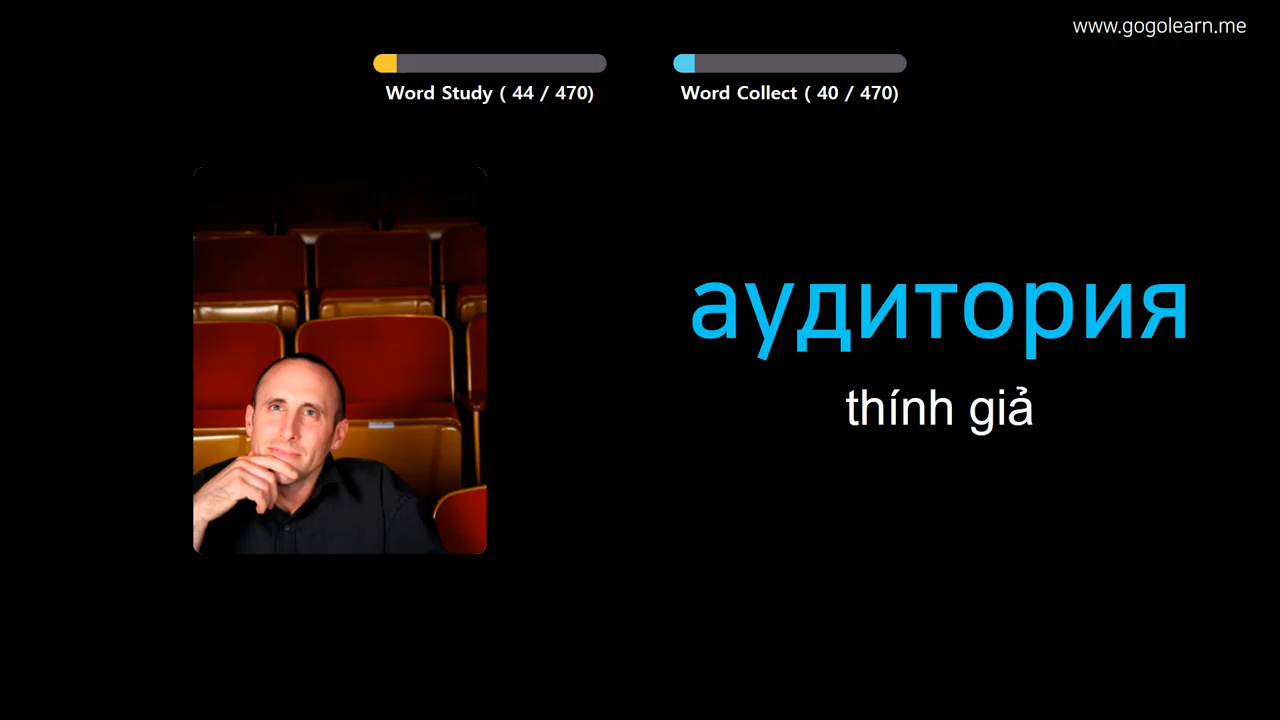 www.gogolearn.me
Word Study ( 44 / 470)
Word Collect ( 40 / 470)
аудитория
thính giả